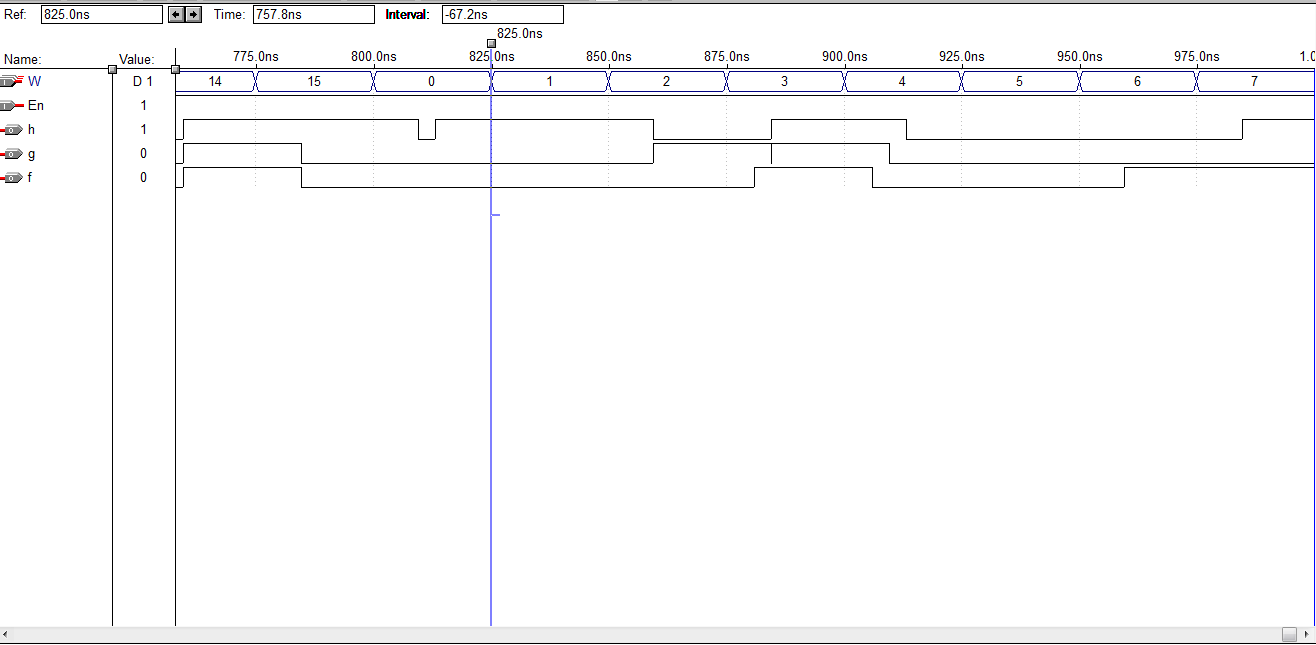 Ref: 825.0ns Time: 757.8ns Interval: -67.2ns
825.0ns
Name: Value: 775.0ns 800.0ns 825.0ns 850.0ns 875.0ns 900.0ns 925.0ns 950.0ns 975.0ns 1.0
W D 1 14 15 0 1 2 3 4 5 6 7
En 1
h 1
g 0
f 0